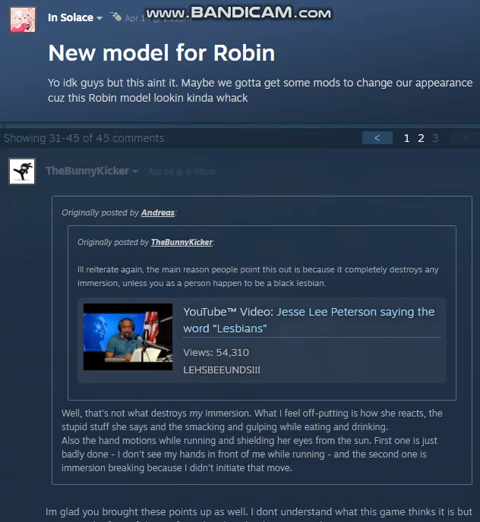 www.BANDICAM.com
In Solace
New model for Robin
Yo idk guys but this aint it. Maybe we gotta get some mods to change our appearance
cuz this Robin model lookin kinda whack
Showing 31-45 of 45 comments
< 1 2 3 >
TheBunnyKicker Apr 16 @ 8:48pm
Originally posted by Andreas:
Originally posted by TheBunnyKicker:
Ill reiterate again, the main reason people point this out is because it completely destroys any
immersion, unless you as a person happen to be a black lesbian.
YouTube™ Video: Jesse Lee Peterson saying the
word “Lesbians”
Views: 54,310
LEHSBEEUNDS!!!
Well, that's not what destroys my immersion. What I feel off-putting is how she reacts, the
stupid stuff she says and the smacking and gulping while eating and drinking.
Also the hand motions while running and shielding her eyes from the sun. First one is just
badly done - I don't see my hands in front of me while running - and the second one is
immersion breaking because I didn't initiate that move.
Im glad you brought these points up as well. I dont understand what this game thinks it is but